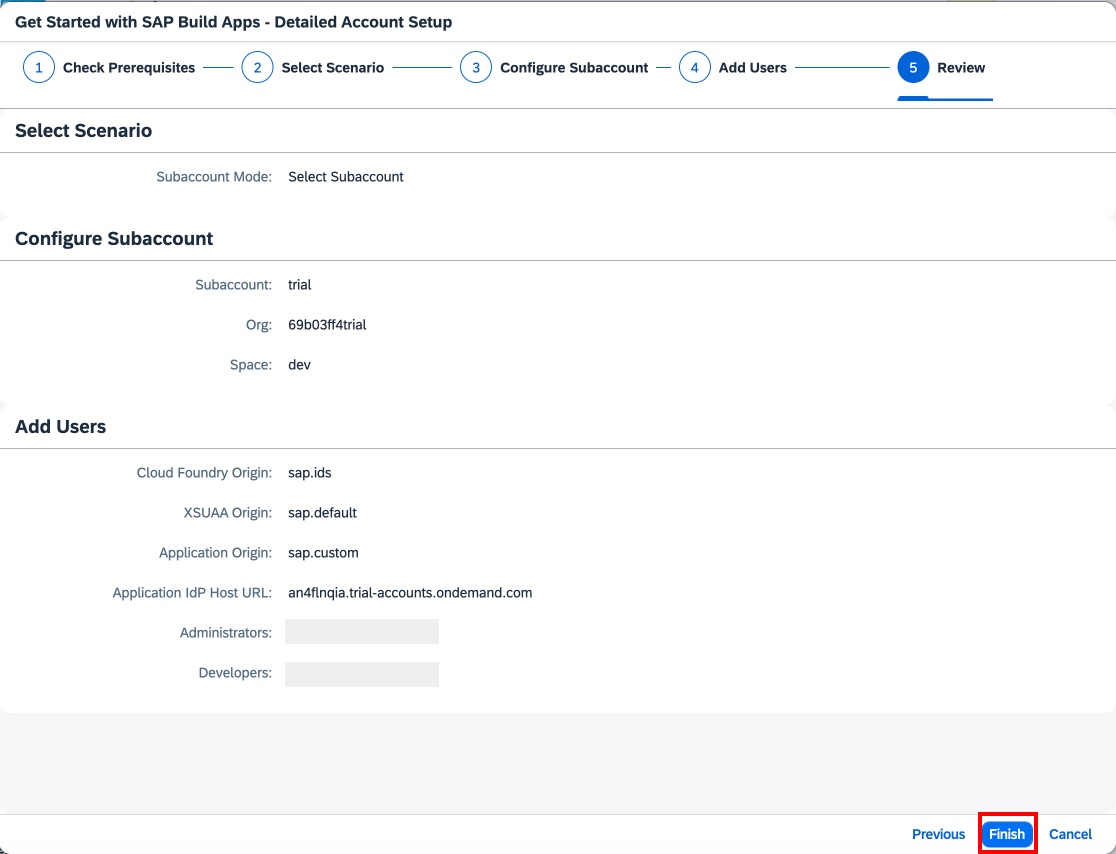 Get Started with SAP Build Apps - Detailed Account Setup
1 Check Prerequisites 2 Select Scenario 3 Configure Subaccount 4 Add Users 5 Review
Select Scenario
Subaccount Mode: Select Subaccount
Configure Subaccount
Subaccount: trial
Org: 69b03ff4trial
Space: dev
Add Users
Cloud Foundry Origin: sap.ids
XSUAA Origin: sap.default
Application Origin: sap.custom
Application IdP Host URL: an4flnqia.trial-accounts.ondemand.com
Administrators:
Developers:
Previous Finish Cancel